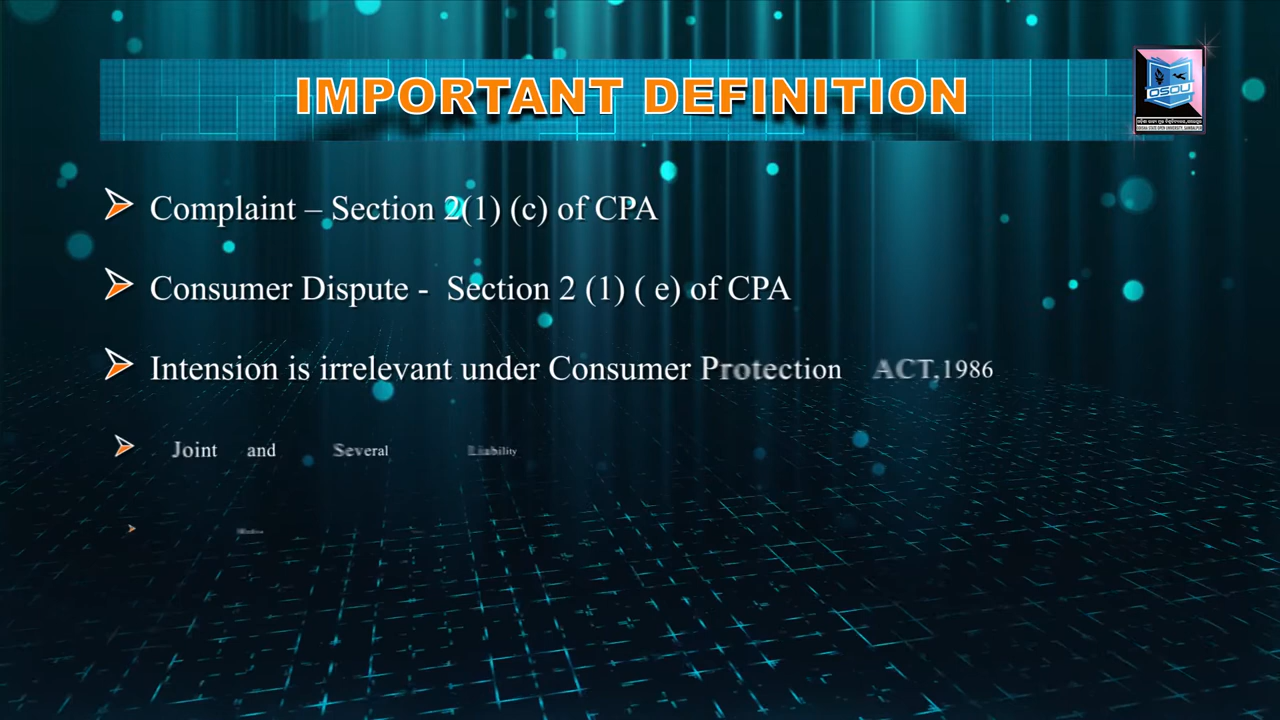 IMPORTANT DEFINITION
OSOU
Complaint – Section 2(1) (c) of CPA
Consumer Dispute - Section 2 (1) ( e) of CPA
Intension is irrelevant under Consumer Protection ACT,1986
Joint and Several Liability